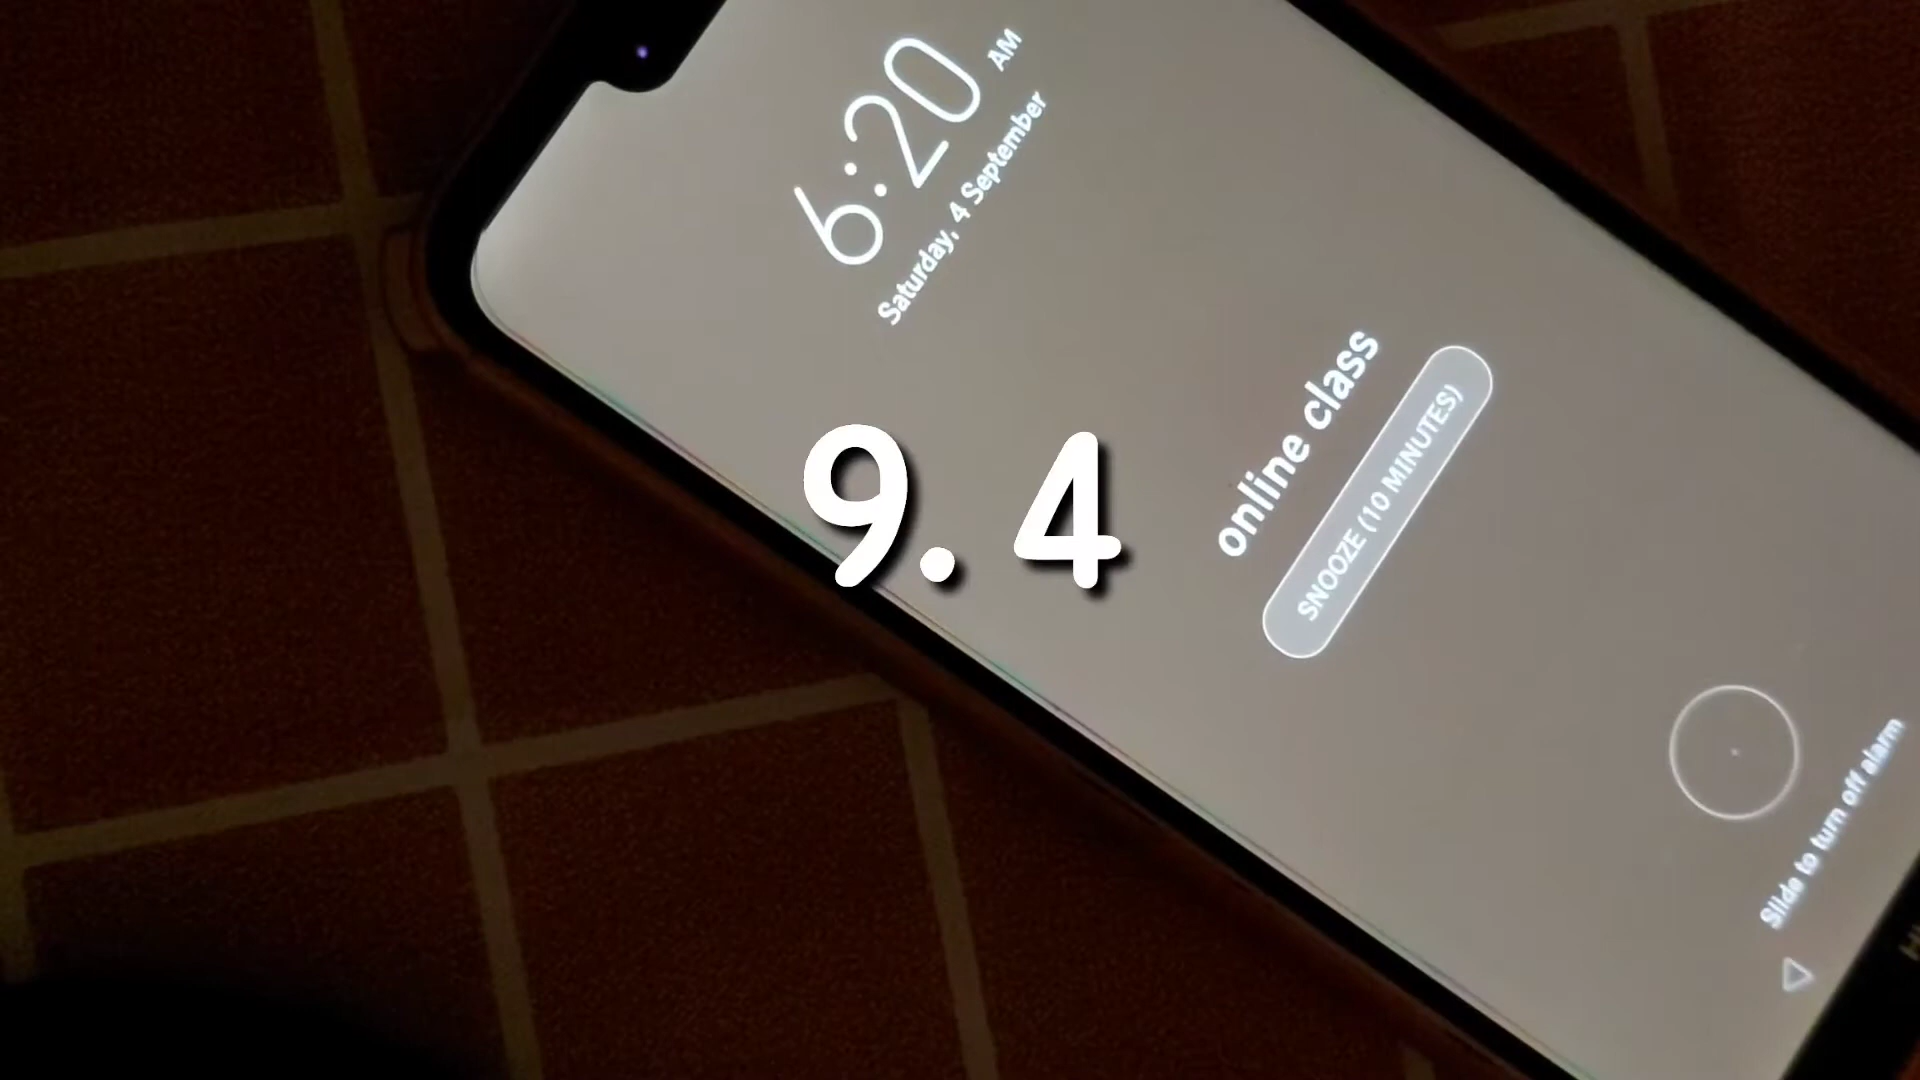 6:20 AM
Saturday, 4 September
online class
SNOOZE (10 MINUTES)
9.4
Slide to turn off alarm